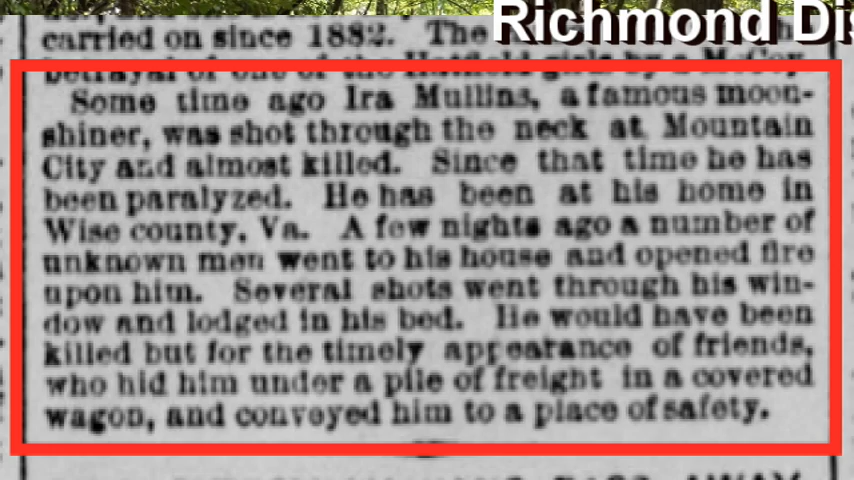 Richmond Dis
carried on since 1882. The
betrayal of one of the Hatfield girls by a McCoy.
Some time ago Ira Mullins, a famous moon-
shiner, was shot through the neck at Mountain
City and almost killed. Since that time he has
been paralyzed. He has been at his home in
Wise county, Va. A few nights ago a number of
unknown men went to his house and opened fire
upon him. Several shots went through his win-
dow and lodged in his bed. He would have been
killed but for the timely appearance of friends,
who hid him under a pile of freight in a covered
wagon, and conveyed him to a place of safety.
AWAY